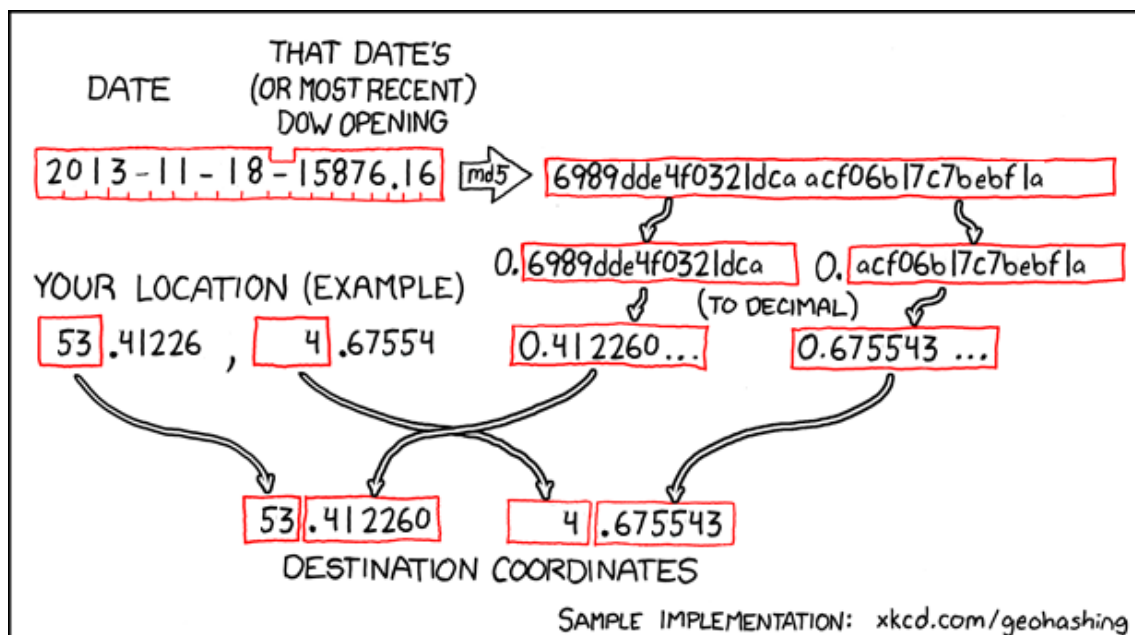 THAT DATE'S
DATE (OR MOST RECENT)
DOW OPENING
2013-11-18-15876.16 md5 6989dde4f0321dca acf06b17c7bebf1a
0.6989dde4f0321dca 0.acf06b17c7bebf1a
YOUR LOCATION (EXAMPLE) (TO DECIMAL)
53.41226, 4.67554 0.412260... 0.675543...
53.412260 4.675543
DESTINATION COORDINATES
SAMPLE IMPLEMENTATION: xkcd.com/geohashing